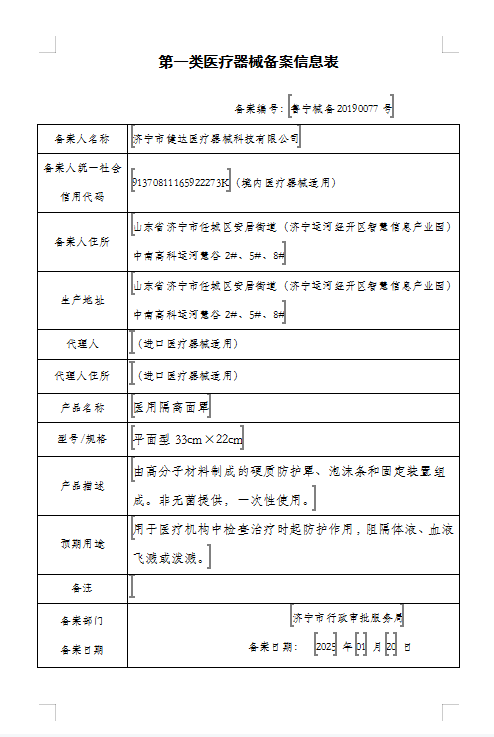 第一类医疗器械备案信息表
备案编号：鲁宁械备20190077 号
备案人名称
济宁市健达医疗器械科技有限公司
备案人统一社会
信用代码
91370811165922273K（境内医疗器械适用）
备案人住所
山东省济宁市任城区安居街道（济宁运河经开区智慧信息产业园）
中南高科运河慧谷 2#、5#、8#
生产地址
山东省济宁市任城区安居街道（济宁运河经开区智慧信息产业园）
中南高科运河慧谷 2#、5#、8#
代理人
（进口医疗器械适用）
代理人住所
（进口医疗器械适用）
产品名称
医用隔离面罩
型号/规格
平面型 33cm×22cm
产品描述
由高分子材料制成的硬质防护罩、泡沫条和固定装置组
成。非无菌提供，一次性使用。
预期用途
用于医疗机构中检查治疗时起防护作用，阻隔体液、血液
飞溅或泼溅。
备注
备案部门
备案日期
济宁市行政审批服务局
备案日期： 2025 年 01 月 20 日